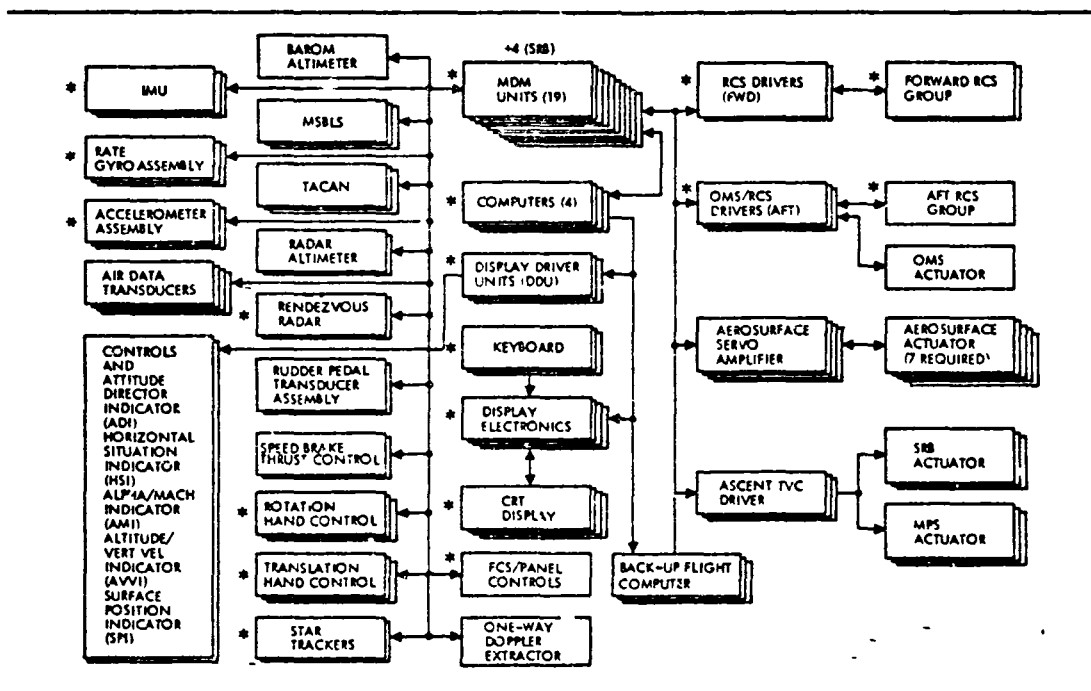 BAROM
ALTIMETER
* IMU
MSBLS
* RATE
GYRO ASSEMBLY
TACAN
* ACCELEROMETER
ASSEMBLY
RADAR
ALTIMETER
AIR DATA
TRANSDUCERS
* RENDEZVOUS
RADAR
CONTROLS
AND
ATTITUDE
DIRECTOR
INDICATOR
(ADI)
HORIZONTAL
SITUATION
INDICATOR
(HSI)
ALPHA/MACH
INDICATOR
(AMI)
ALTITUDE/
VERT VEL
INDICATOR
(AVVI)
SURFACE
POSITION
INDICATOR
(SPI)
RUDDER PEDAL
TRANSDUCER
ASSEMBLY
SPEED BRAKE
THRUST CONTROL
* ROTATION
HAND CONTROL
* TRANSLATION
HAND CONTROL
* STAR
TRACKERS
+4 (SRB)
* MDM
UNITS (19)
* COMPUTERS (4)
* DISPLAY DRIVER
UNITS (DDU)
* KEYBOARD
* DISPLAY
ELECTRONICS
* CRT
DISPLAY
* FCS/PANEL
CONTROLS
ONE-WAY
DOPPLER
EXTRACTOR
BACK-UP FLIGHT
COMPUTER
* RCS DRIVERS
(FWD)
* FORWARD RCS
GROUP
* OMS/RCS
DRIVERS (AFT)
* AFT RCS
GROUP
OMS
ACTUATOR
AEROSURFACE
SERVO
AMPLIFIER
AEROSURFACE
ACTUATOR
(7 REQUIRED)
ASCENT TVC
DRIVER
SRB
ACTUATOR
MPS
ACTUATOR